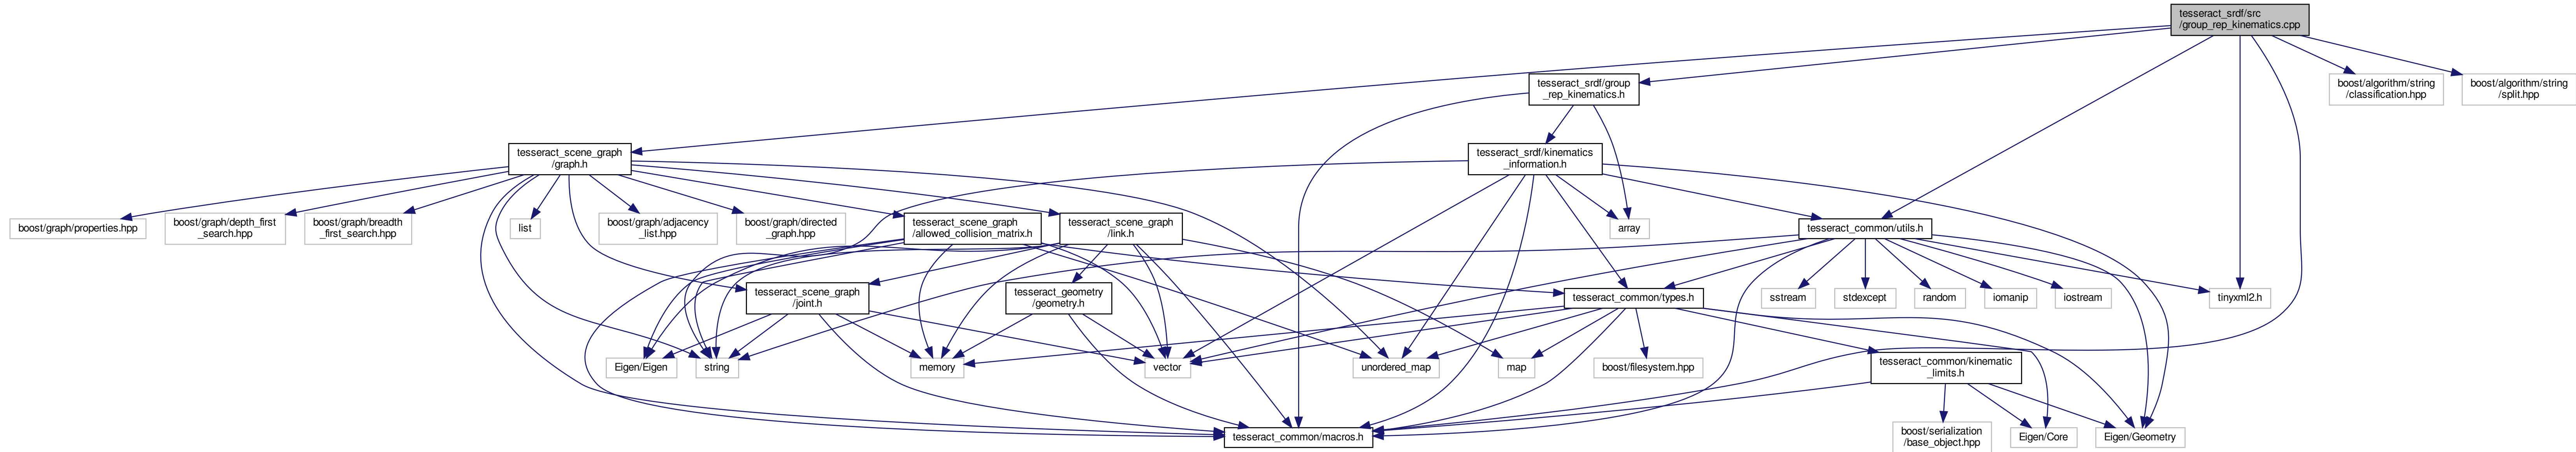 tesseract_srdf/src
/group_rep_kinematics.cpp
tesseract_srdf/group
_rep_kinematics.h
boost/algorithm/string
/classification.hpp
boost/algorithm/string
/split.hpp
tesseract_scene_graph
/graph.h
tesseract_srdf/kinematics
_information.h
boost/graph/properties.hpp
boost/graph/depth_first
_search.hpp
boost/graph/breadth
_first_search.hpp
list
boost/graph/adjacency
_list.hpp
boost/graph/directed
_graph.hpp
tesseract_scene_graph
/allowed_collision_matrix.h
tesseract_scene_graph
/link.h
array
tesseract_common/utils.h
tesseract_scene_graph
/joint.h
tesseract_geometry
/geometry.h
tesseract_common/types.h
sstream
stdexcept
random
iomanip
iostream
tinyxml2.h
Eigen/Eigen
string
memory
vector
unordered_map
map
boost/filesystem.hpp
tesseract_common/kinematic
_limits.h
tesseract_common/macros.h
boost/serialization
/base_object.hpp
Eigen/Core
Eigen/Geometry